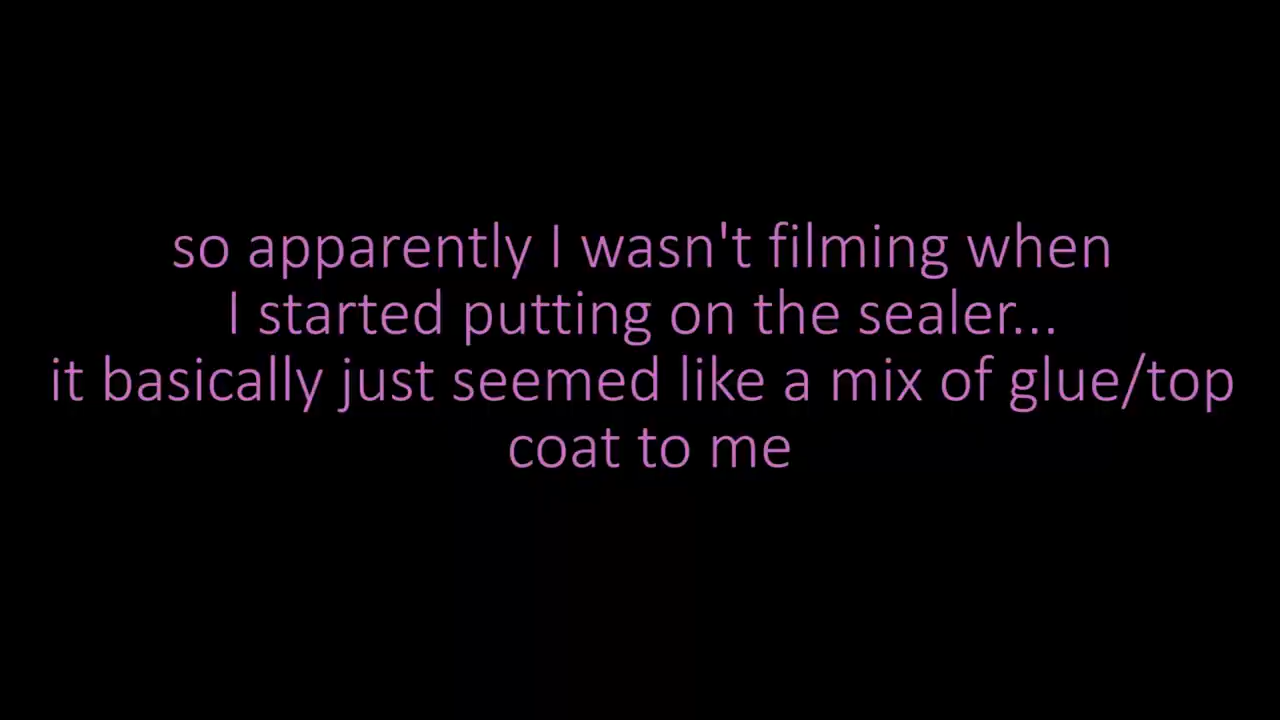 so apparently I wasn't filming when
I started putting on the sealer...
it basically just seemed like a mix of glue/top
coat to me